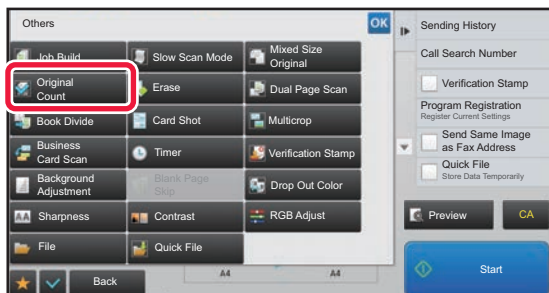 Others
OK
Job Build
Slow Scan Mode
Mixed Size
Original
Original
Count
Erase
Dual Page Scan
Book Divide
Card Shot
Multicrop
Business
Card Scan
Timer
Verification Stamp
Background
Adjustment
Blank Page
Skip
Drop Out Color
AA Sharpness
Contrast
RGB Adjust
File
Quick File
Back
A4
A4
Sending History
Call Search Number
Verification Stamp
Program Registration
Register Current Settings
Send Same Image
as Fax Address
Quick File
Store Data Temporarily
Preview
CA
Start